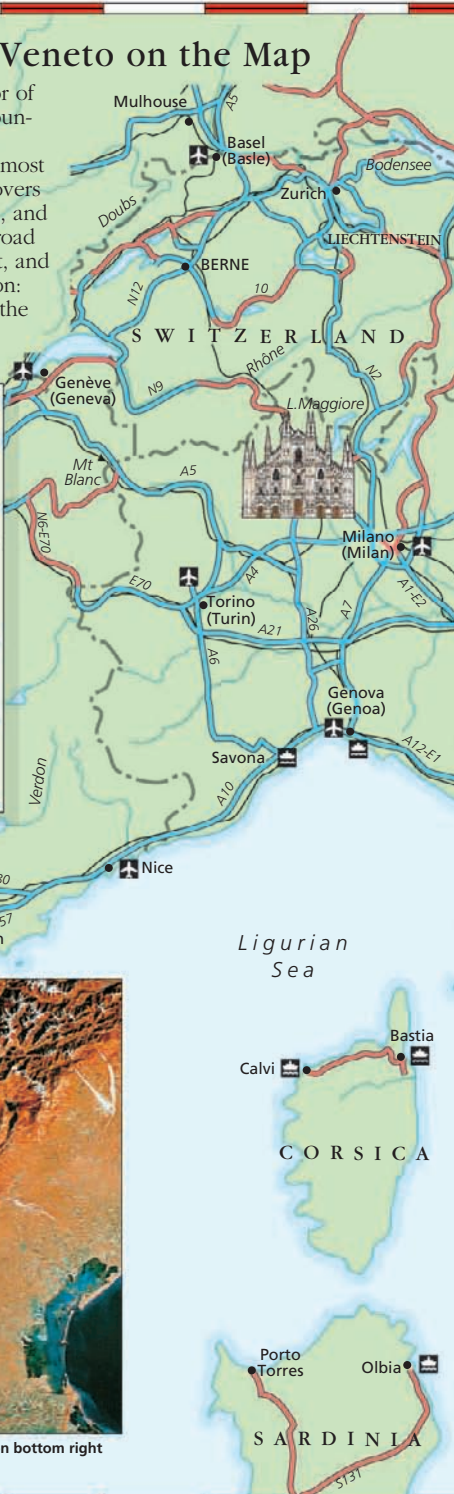 Veneto on the Map
or of
oun-
most
overs
, and
road
t, and
on:
the
Mulhouse
A5
Basel
(Basle)
Bodensee
Zurich
Doubs
LIECHTENSTEIN
BERNE
N12
10
SWITZERLAND
Rhône
N2
Genève
(Geneva)
N9
L.Maggiore
Mt
Blanc
A5
N6-E70
Milano
(Milan)
A4
A1-E2
E70
Torino
(Turin)
A26
A7
A21
A6
Genova
(Genoa)
Savona
A12-E1
Verdon
A10
Nice
80
57
n
Ligurian
Sea
Bastia
Calvi
CORSICA
Porto
Torres
Olbia
SARDINIA
S131
n bottom right